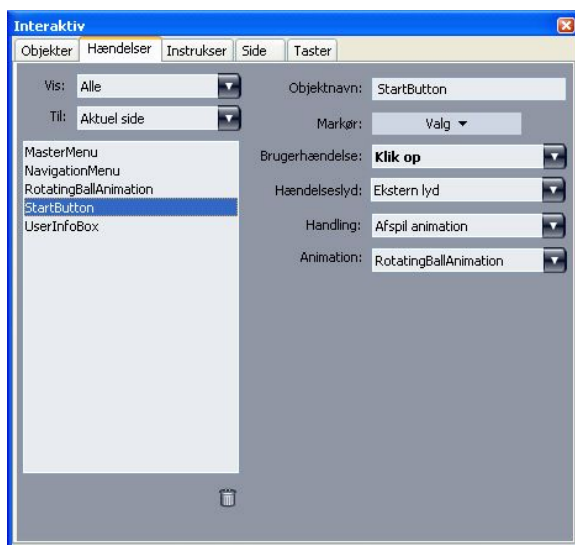 Interaktiv
Objekter Hændelser Instrukser Side Taster
Vis: Alle
Til: Aktuel side
MasterMenu
NavigationMenu
RotatingBallAnimation
StartButton
UserInfoBox
Objektnavn: StartButton
Markør: Valg
Brugerhændelse: Klik op
Hændelseslyd: Ekstern lyd
Handling: Afspil animation
Animation: RotatingBallAnimation